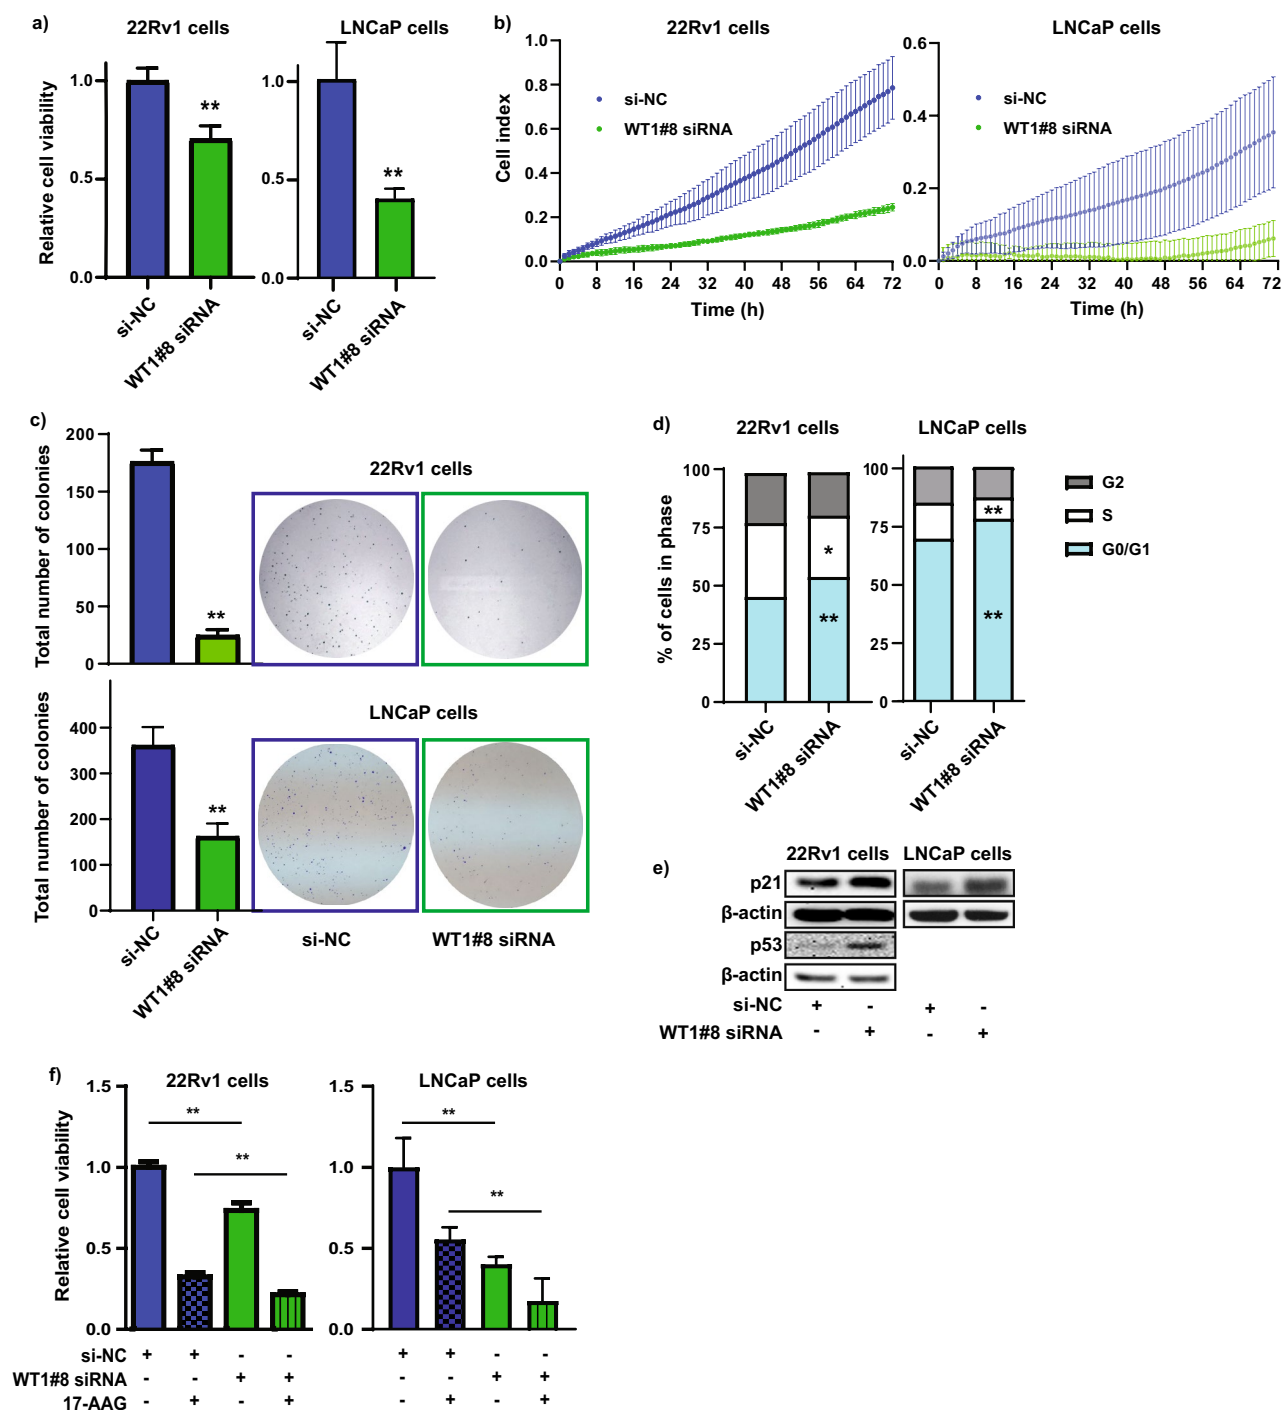 a)
22Rv1 cells
LNCaP cells
Relative cell viability
1.0
0.5
0.0
**
si-NC
WT1#8 siRNA
1.0
0.5
0.0
**
si-NC
WT1#8 siRNA
b)
22Rv1 cells
LNCaP cells
Cell index
1.0
0.8
0.6
0.4
0.2
0.0
si-NC
WT1#8 siRNA
0 8 16 24 32 40 48 56 64 72
Time (h)
0.6
0.4
0.2
0.0
si-NC
WT1#8 siRNA
0 8 16 24 32 40 48 56 64 72
Time (h)
c)
Total number of colonies
200
150
100
50
0
**
22Rv1 cells
Total number of colonies
400
300
200
100
0
**
LNCaP cells
si-NC
WT1#8 siRNA
si-NC
WT1#8 siRNA
d)
22Rv1 cells
LNCaP cells
% of cells in phase
100
75
50
25
0
*
**
si-NC
WT1#8 siRNA
100
75
50
25
0
**
**
si-NC
WT1#8 siRNA
G2
S
G0/G1
e)
22Rv1 cells LNCaP cells
p21
β-actin
p53
β-actin
si-NC + - + -
WT1#8 siRNA - + - +
f)
22Rv1 cells
LNCaP cells
Relative cell viability
1.5
1.0
0.5
0.0
**
**
1.5
1.0
0.5
0.0
**
**
si-NC + + - - + + - -
WT1#8 siRNA - - + + - - + +
17-AAG - + - + - + - +